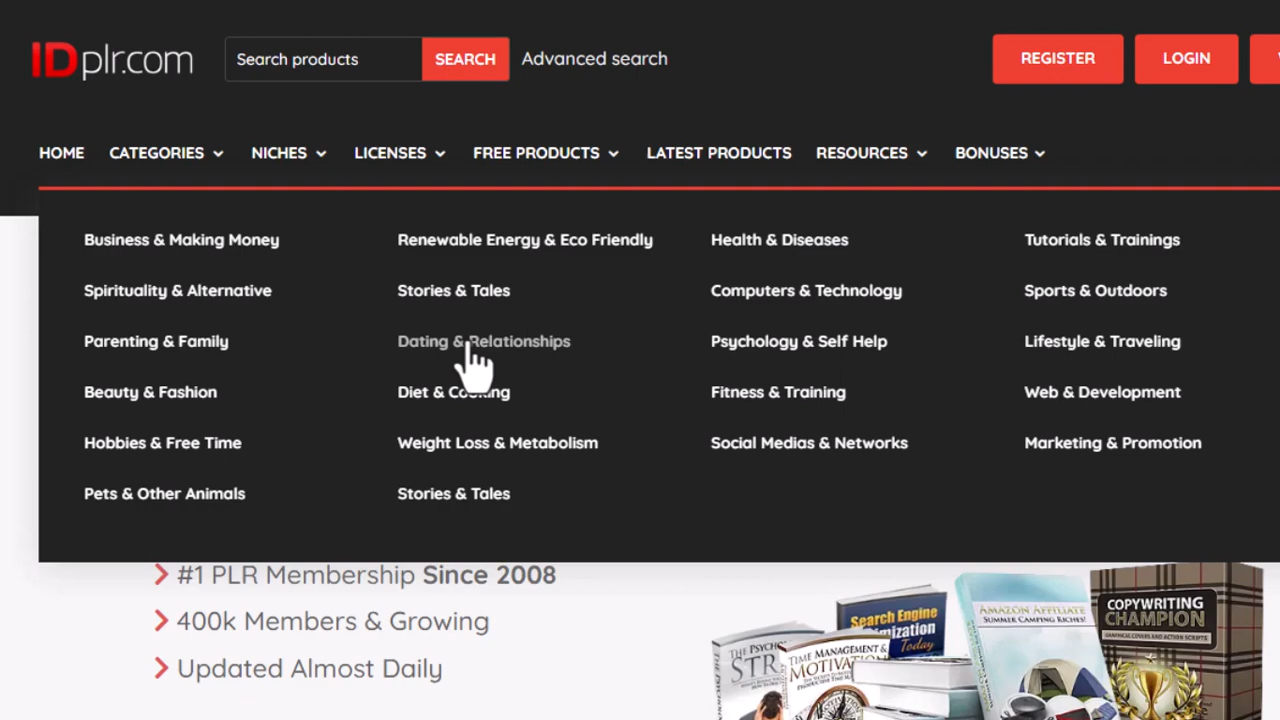 IDplr.com
Search products
SEARCH
Advanced search
REGISTER
LOGIN
HOME
CATEGORIES
NICHES
LICENSES
FREE PRODUCTS
LATEST PRODUCTS
RESOURCES
BONUSES
Business & Making Money
Renewable Energy & Eco Friendly
Health & Diseases
Tutorials & Trainings
Spirituality & Alternative
Stories & Tales
Computers & Technology
Sports & Outdoors
Parenting & Family
Dating & Relationships
Psychology & Self Help
Lifestyle & Traveling
Beauty & Fashion
Diet & Cooking
Fitness & Training
Web & Development
Hobbies & Free Time
Weight Loss & Metabolism
Social Medias & Networks
Marketing & Promotion
Pets & Other Animals
Stories & Tales
#1 PLR Membership Since 2008
400k Members & Growing
Updated Almost Daily
Search Engine
Today
AMAZON AFFILIATE
SUMMER CAMPING RICHES!
COPYWRITING
CHAMPION
TIME MANAGEMENT &